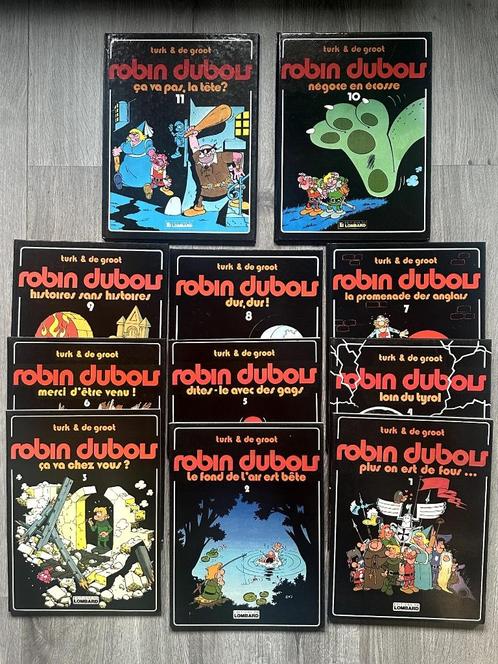 turk & de groot
robin dubois
ça va pas, la tête?
11
LOMBARD
turk & de groot
robin dubois
négoce en écosse
10
LOMBARD
turk & de groot
robin dubois
histoires sans histoires
9
turk & de groot
robin dubois
dur, dur!
8
turk & de groot
robin dubois
la promenade des anglais
7
turk & de groot
robin dubois
merci d'être venu!
6
turk & de groot
robin dubois
dites-le avec des gags
5
turk & de groot
robin dubois
loin du tyrol
4
turk & de groot
robin dubois
ça va chez vous?
3
LOMBARD
turk & de groot
robin dubois
le fond de l'air est bête
2
LOMBARD
turk & de groot
robin dubois
plus on est de fous...
1
LOMBARD